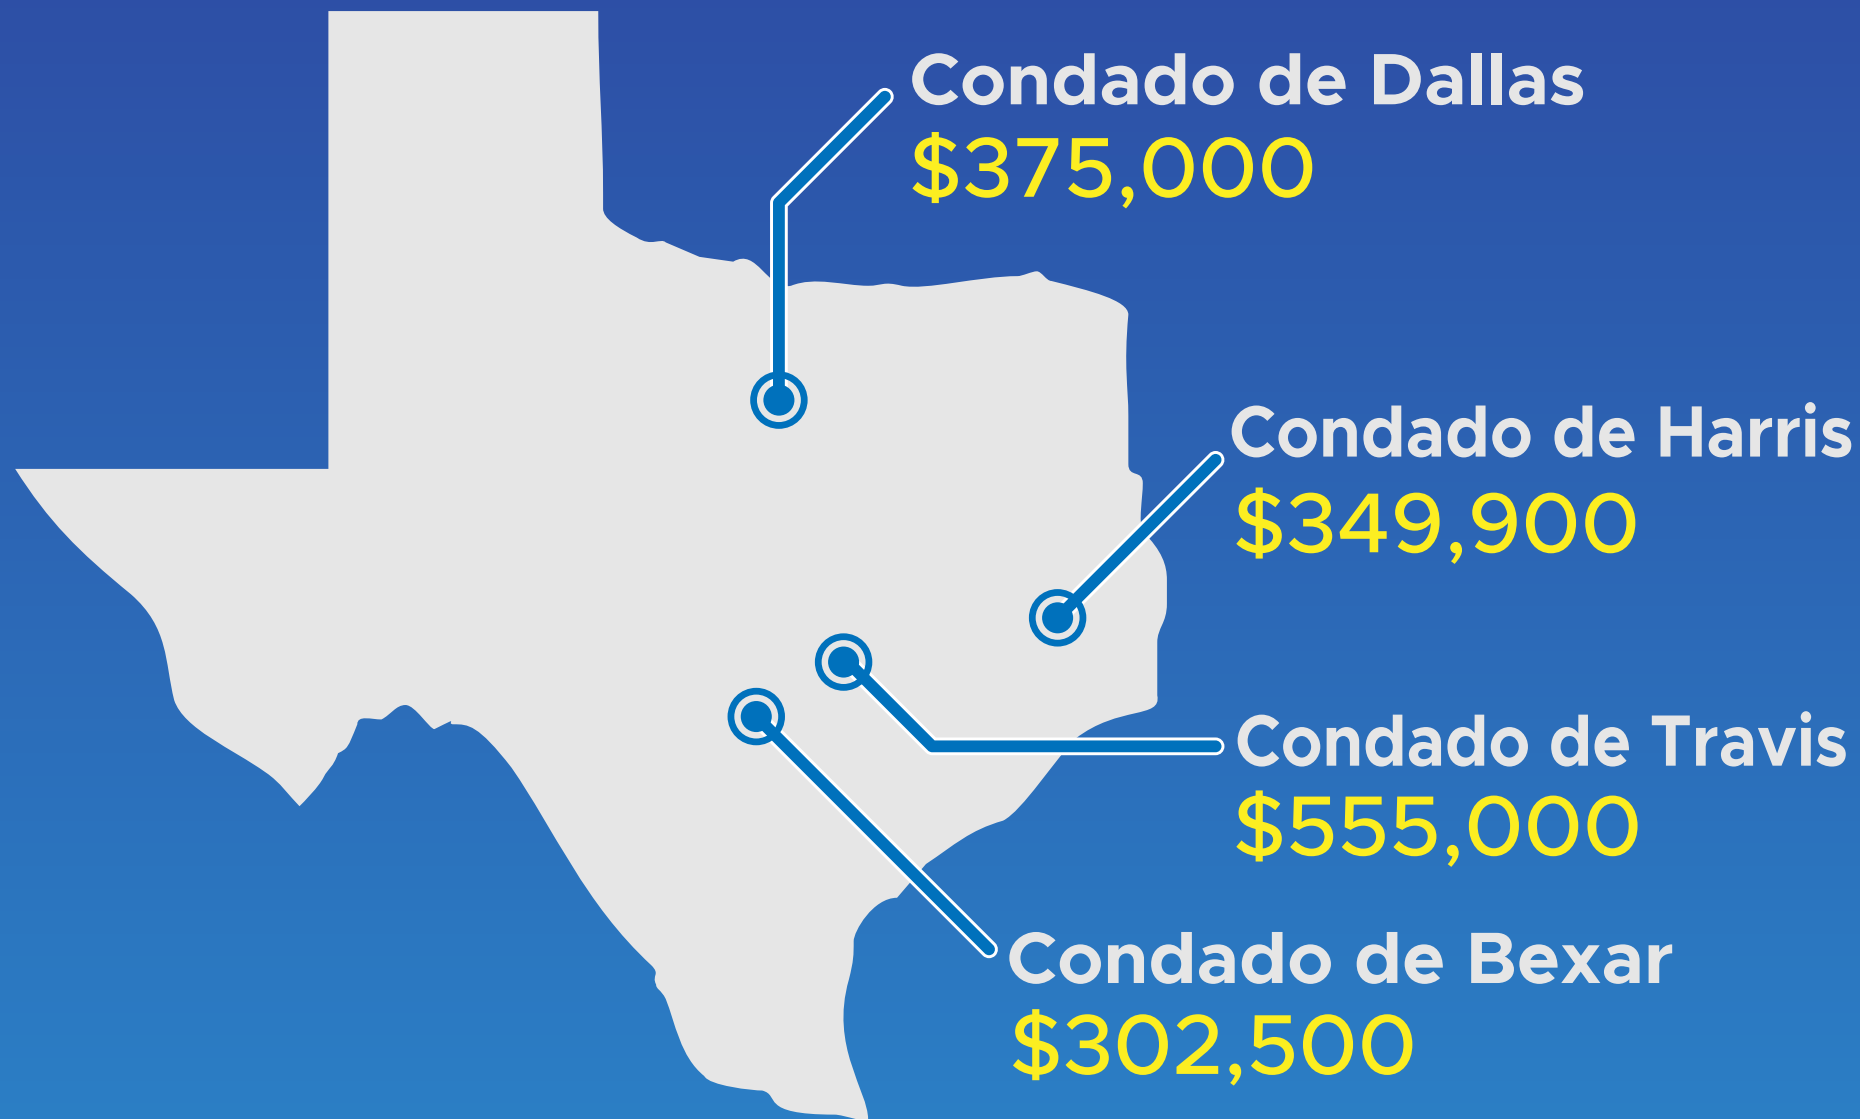 Condado de Dallas
$375,000
Condado de Harris
$349,900
Condado de Travis
$555,000
Condado de Bexar
$302,500